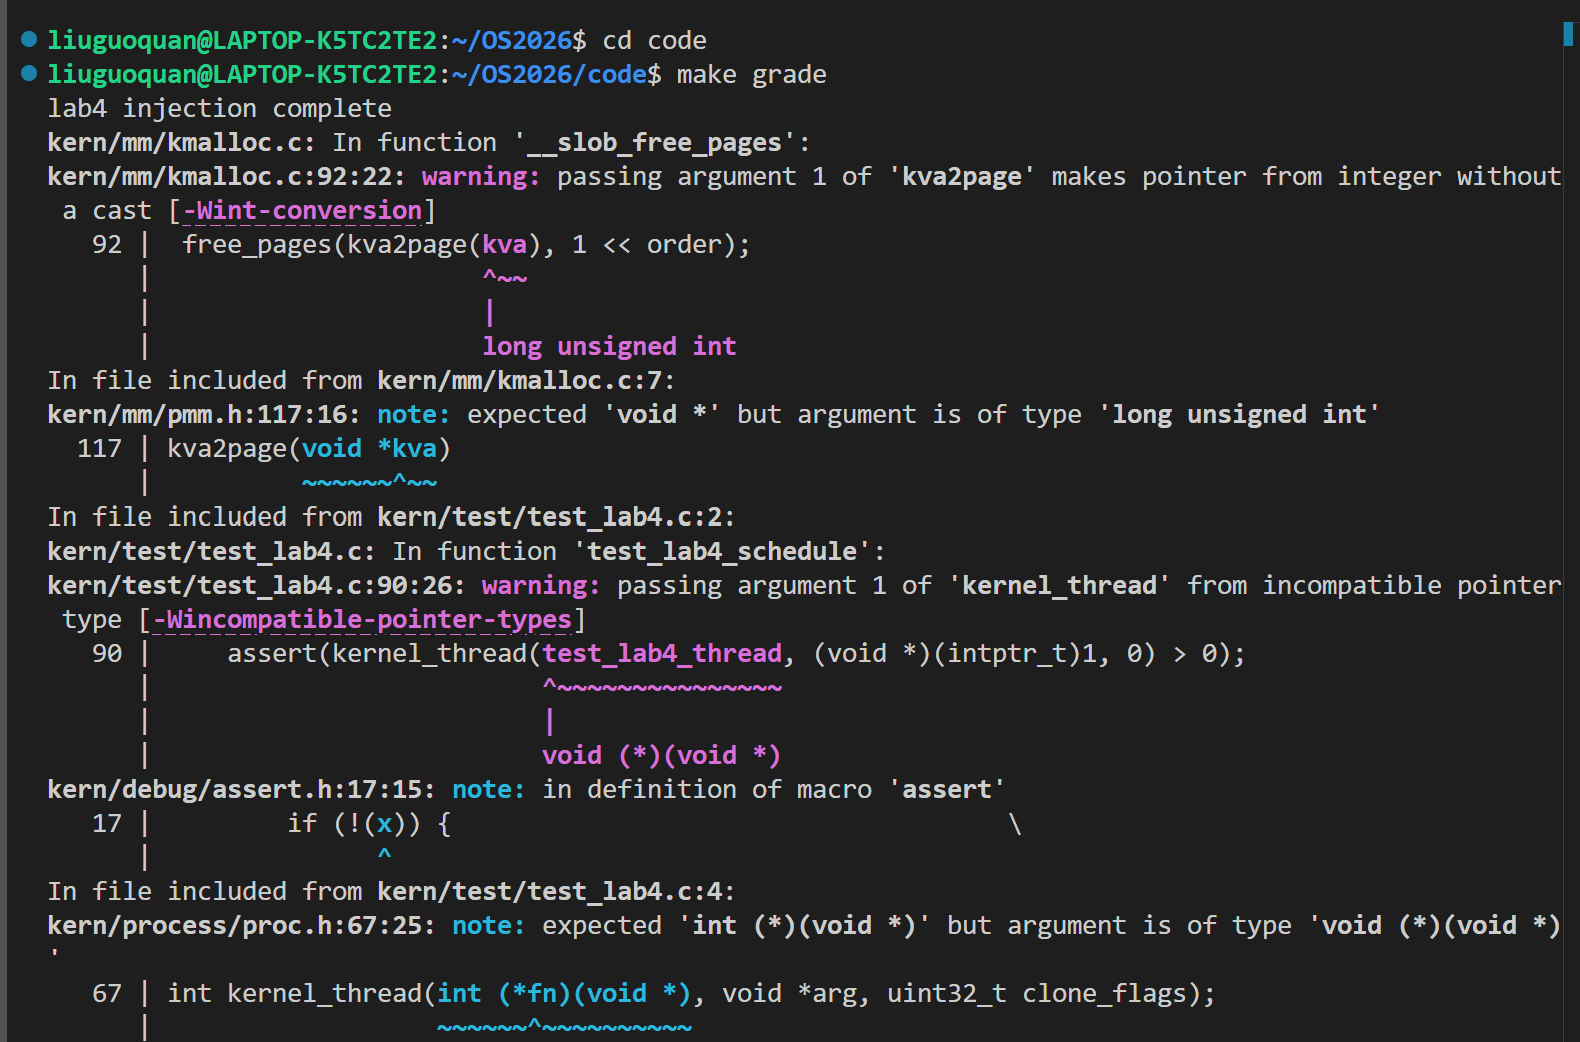 liuguoquan@LAPTOP-K5TC2TE2:~/OS2026$ cd code
liuguoquan@LAPTOP-K5TC2TE2:~/OS2026/code$ make grade
lab4 injection complete
kern/mm/kmalloc.c: In function '__slob_free_pages':
kern/mm/kmalloc.c:92:22: warning: passing argument 1 of 'kva2page' makes pointer from integer without
 a cast [-Wint-conversion]
   92 |  free_pages(kva2page(kva), 1 << order);
      |                      ^~~
      |                      |
      |                      long unsigned int
In file included from kern/mm/kmalloc.c:7:
kern/mm/pmm.h:117:16: note: expected 'void *' but argument is of type 'long unsigned int'
  117 | kva2page(void *kva)
      |          ~~~~~~^~~
In file included from kern/test/test_lab4.c:2:
kern/test/test_lab4.c: In function 'test_lab4_schedule':
kern/test/test_lab4.c:90:26: warning: passing argument 1 of 'kernel_thread' from incompatible pointer
 type [-Wincompatible-pointer-types]
   90 |     assert(kernel_thread(test_lab4_thread, (void *)(intptr_t)1, 0) > 0);
      |                          ^~~~~~~~~~~~~~~~
      |                          |
      |                          void (*)(void *)
kern/debug/assert.h:17:15: note: in definition of macro 'assert'
   17 |         if (!(x)) {                                     \
      |               ^
In file included from kern/test/test_lab4.c:4:
kern/process/proc.h:67:25: note: expected 'int (*)(void *)' but argument is of type 'void (*)(void *)
'
   67 | int kernel_thread(int (*fn)(void *), void *arg, uint32_t clone_flags);
      |                   ~~~~~~^~~~~~~~~~